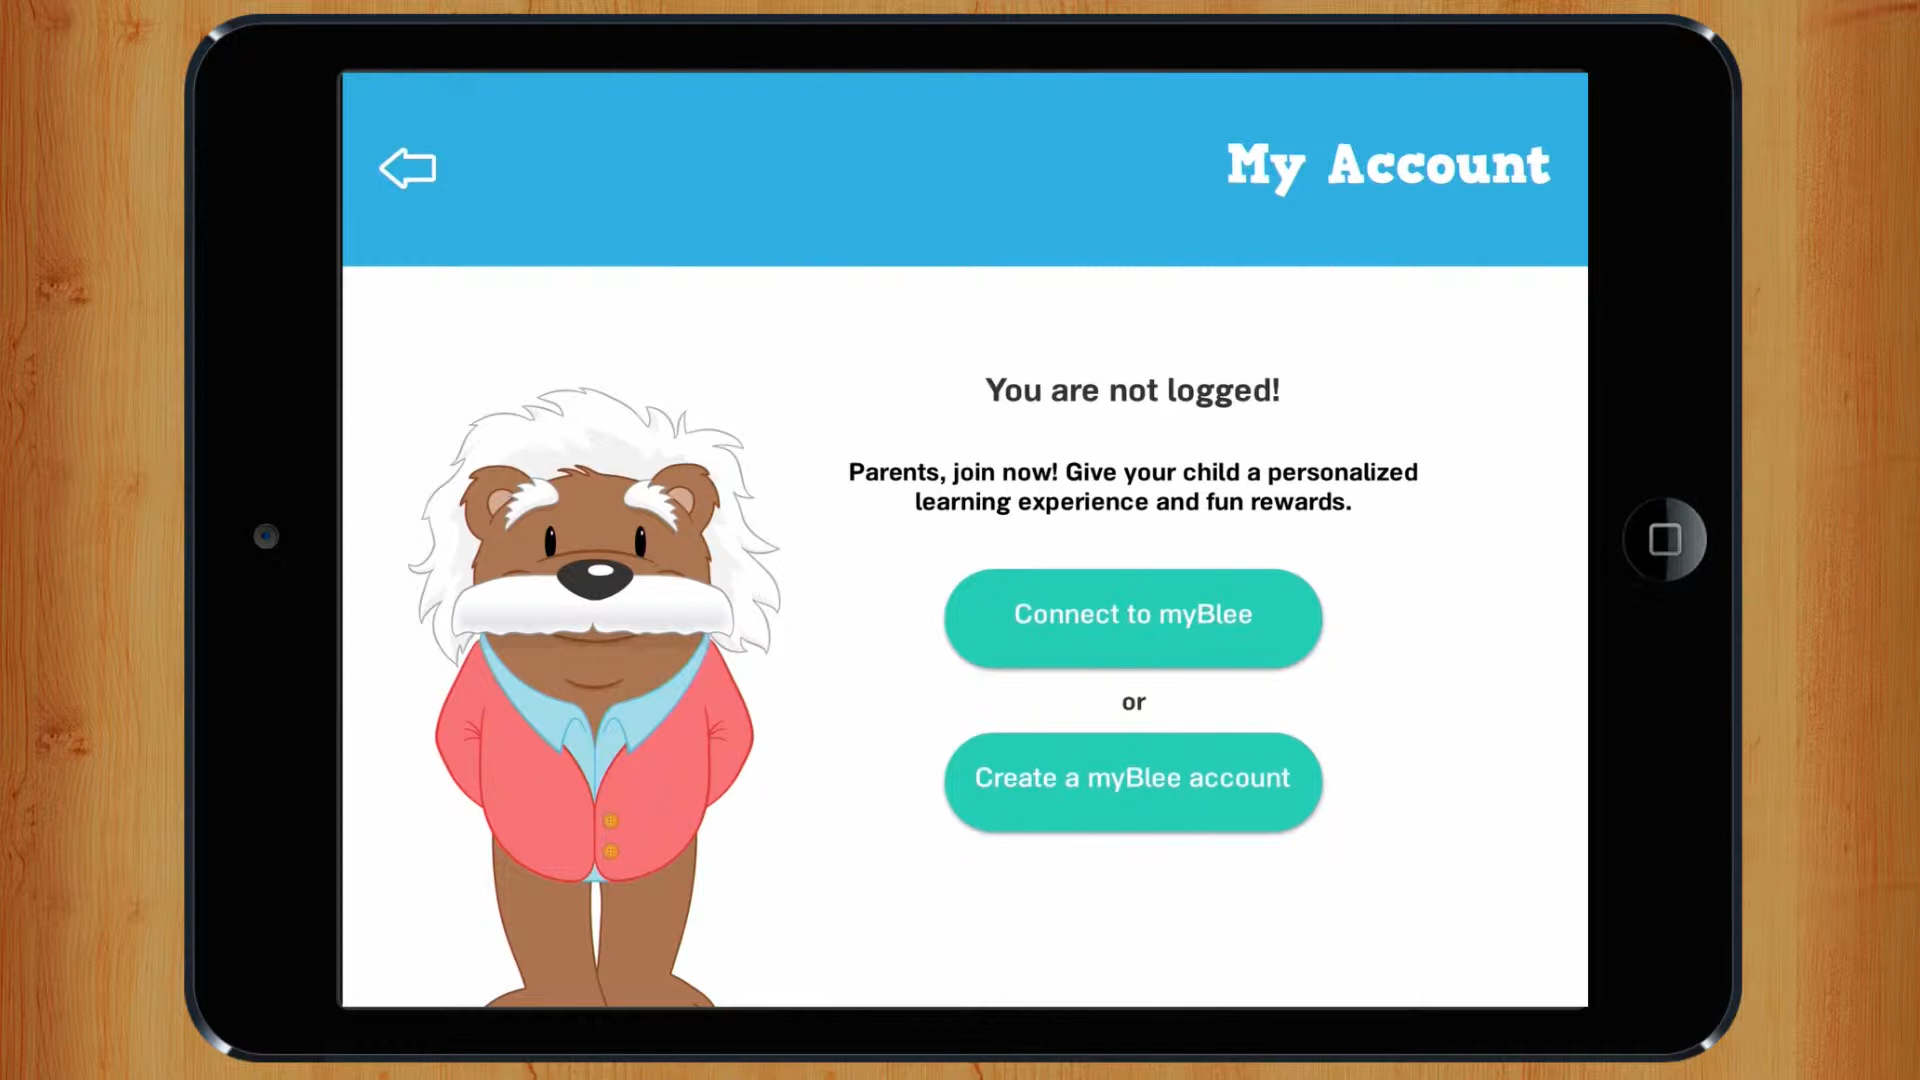 My Account
You are not logged!
Parents, join now! Give your child a personalized
learning experience and fun rewards.
Connect to myBlee
or
Create a myBlee account